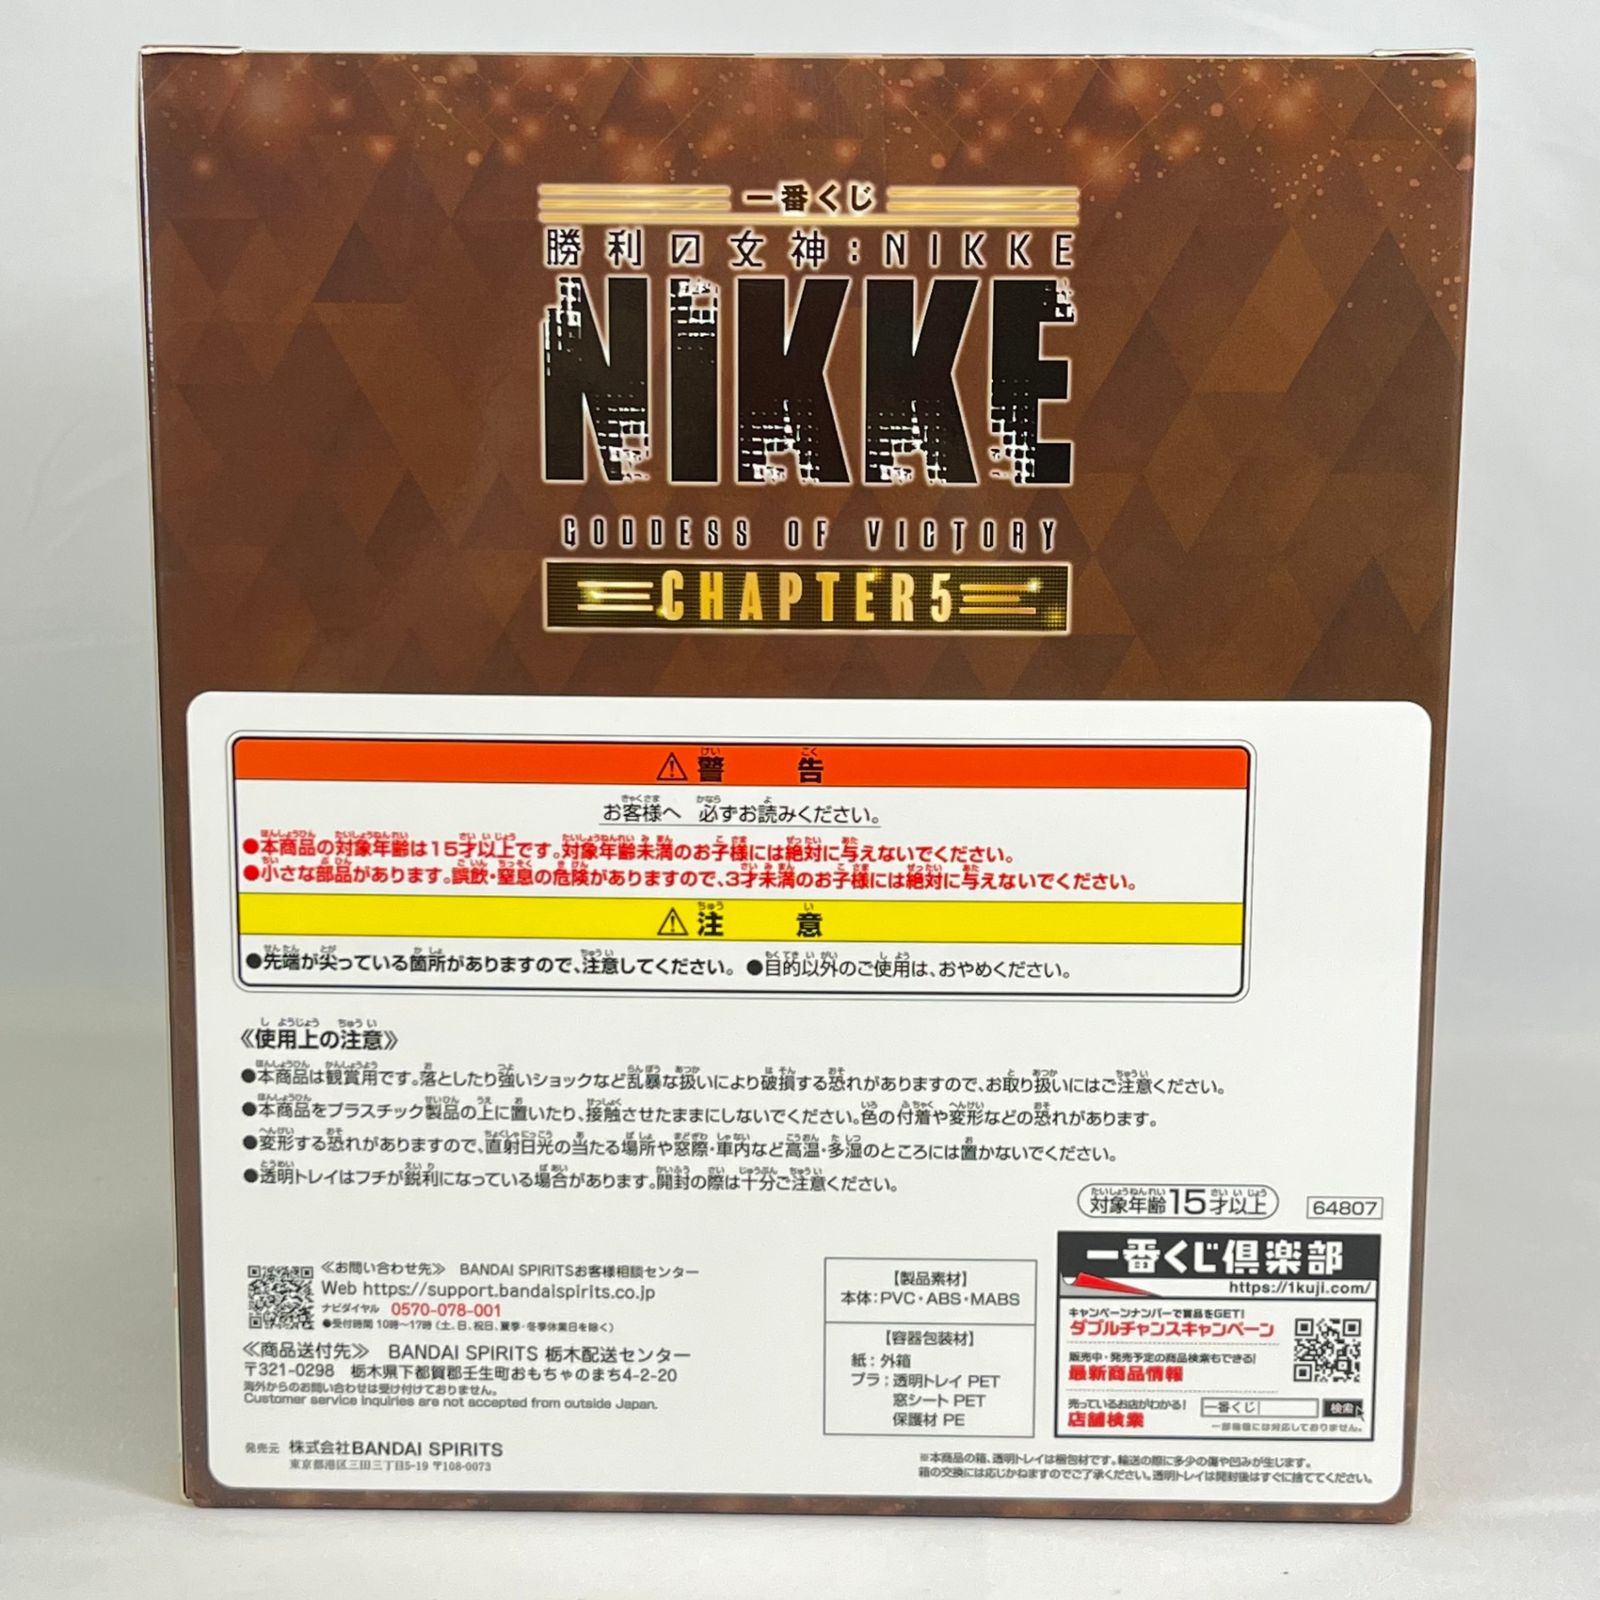 一番くじ
勝利の女神:NIKKE
NIKKE
GODDESS OF VICTORY
CHAPTER5
⚠警告
お客様へ 必ずお読みください。
●本商品の対象年齢は15才以上です。対象年齢未満のお子様には絶対に与えないでください。
●小さな部品があります。誤飲・窒息の危険がありますので、3才未満のお子様には絶対に与えないでください。
⚠注意
●先端が尖っている箇所がありますので、注意してください。 ●目的以外のご使用は、おやめください。
《使用上の注意》
●本商品は観賞用です。落としたり強いショックなど乱暴な扱いにより破損する恐れがありますので、お取り扱いにはご注意ください。
●本商品をプラスチック製品の上に置いたり、接触させたままにしないでください。色の付着や変形などの恐れがあります。
●変形する恐れがありますので、直射日光の当たる場所や窓際・車内など高温・多湿のところには置かないでください。
●透明トレイはフチが鋭利になっている場合があります。開封の際は十分ご注意ください。
対象年齢15才以上
64807
≪お問い合わせ先≫ BANDAI SPIRITSお客様相談センター
Web https://support.bandaispirits.co.jp
ナビダイヤル 0570-078-001
●受付時間 10時〜17時(土、日、祝日、夏季・冬季休業日を除く)
≪商品送付先≫ BANDAI SPIRITS 栃木配送センター
〒321-0298 栃木県下都賀郡壬生町おもちゃのまち4-2-20
海外からのお問い合わせは受け付けておりません。
Customer service inquiries are not accepted from outside Japan.
発売元 株式会社BANDAI SPIRITS
東京都港区三田三丁目5-19 〒108-0073
【製品素材】
本体:PVC・ABS・MABS
【容器包装材】
紙:外箱
プラ:透明トレイ PET
窓シート PET
保護材 PE
一番くじ倶楽部
https://1kuji.com/
キャンペーンナンバーで賞品をGET!
ダブルチャンスキャンペーン
販売中・発売予定の商品検索もできる!
最新商品情報
売っているお店がわかる!
店舗検索
一番くじ 検索
一部機種には対応しておりません。
※本商品の箱、透明トレイは梱包材です。輸送の際に多少の傷や凹みが生じます。
箱の交換には応じかねますのでご了承ください。透明トレイは開封後はすぐに捨ててください。